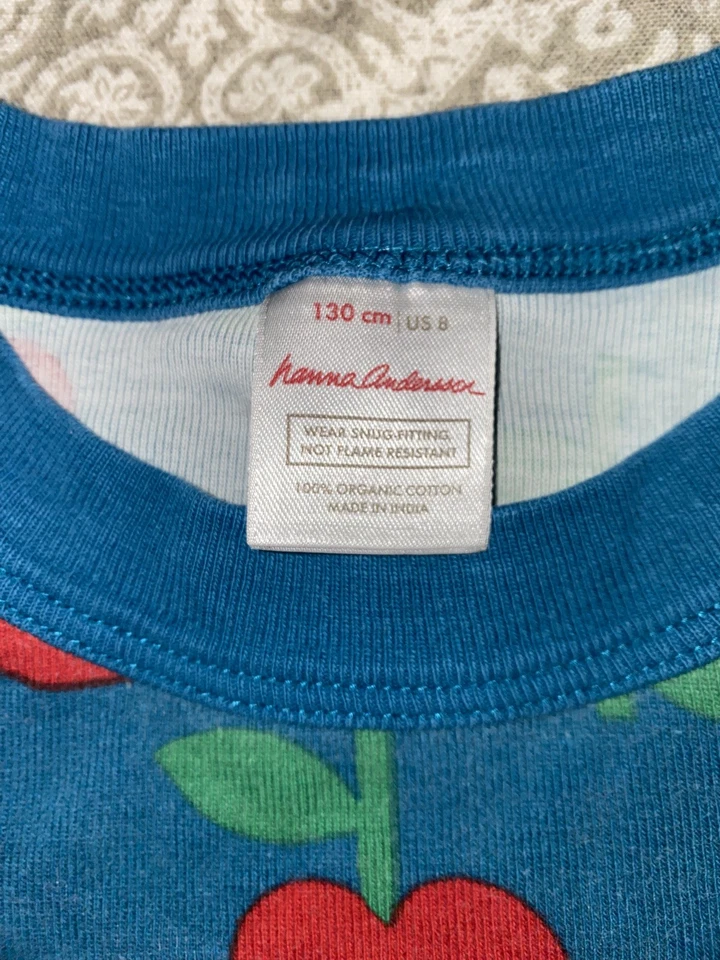 130 cm | US 8
hanna andersson
WEAR SNUG-FITTING,
NOT FLAME RESISTANT
100% ORGANIC COTTON
MADE IN INDIA